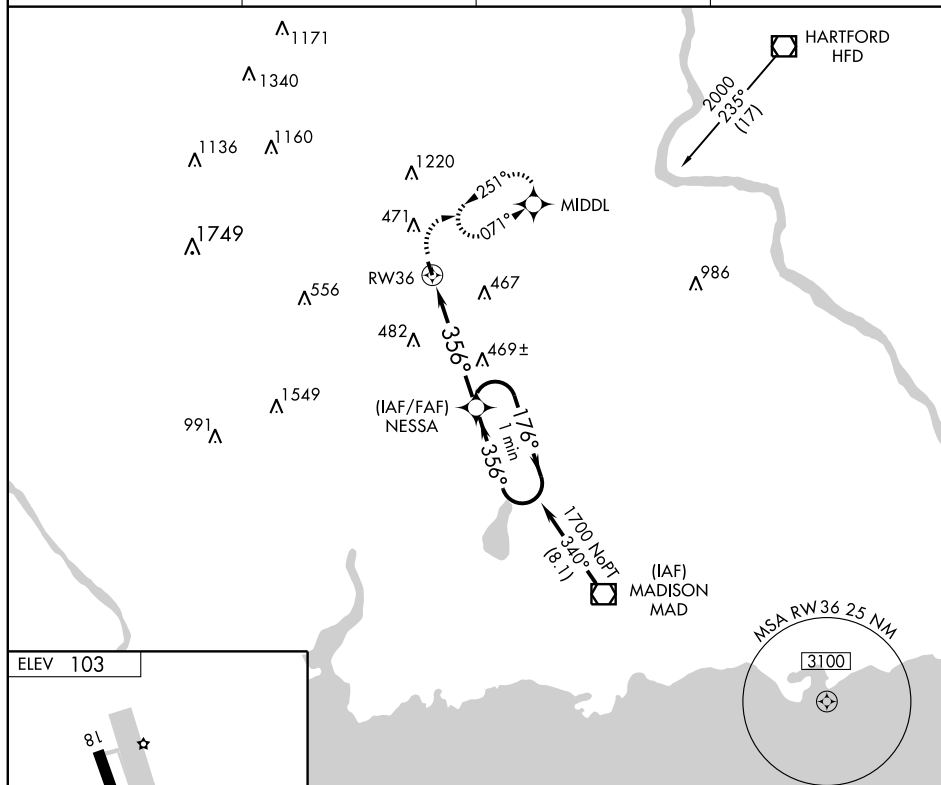 1171
HARTFORD
HFD
1340
2000
235°
(17)
1136
1160
1220
251°
071°
MIDDL
471
1749
RW36
467
986
556
482
356°
469±
(IAF/FAF)
NESSA
1549
991
176°
1 min
356°
1700 NoPT
340°
(8.1)
(IAF)
MADISON
MAD
MSA RW36 25 NM
3100
ELEV 103
18